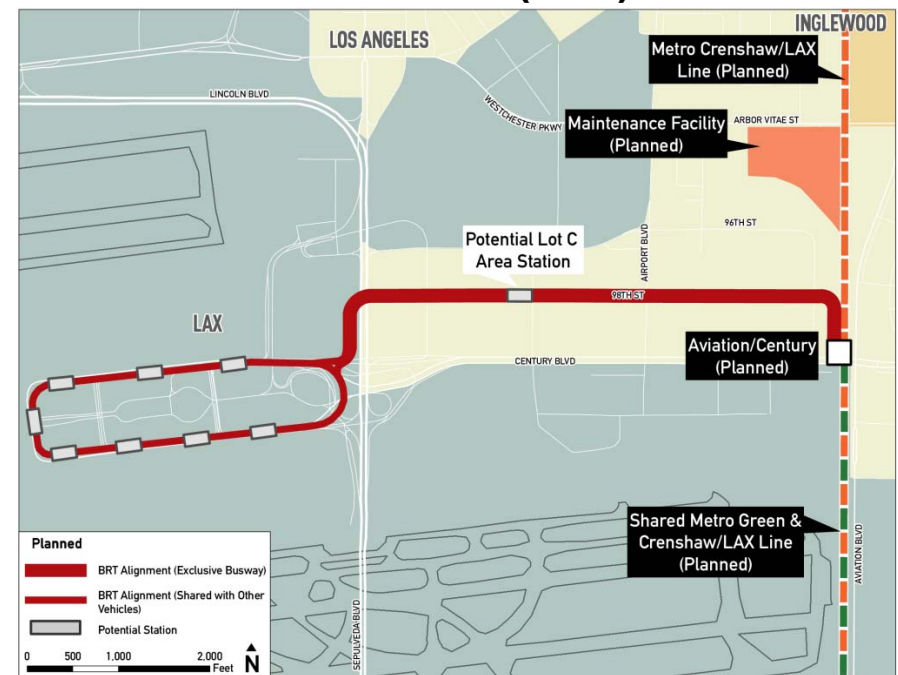 INGLEWOOD
LOS ANGELES
Metro Crenshaw/LAX
Line (Planned)
LINCOLN BLVD
WESTCHESTER PKWY
Maintenance Facility
(Planned)
ARBOR VITAE ST
96TH ST
Potential Lot C
Area Station
AIRPORT BLVD
98TH ST
LAX
Aviation/Century
(Planned)
CENTURY BLVD
Shared Metro Green &
Crenshaw/LAX Line
(Planned)
AVIATION BLVD
SEPULVEDA BLVD
Planned
BRT Alignment (Exclusive Busway)
BRT Alignment (Shared with Other
Vehicles)
Potential Station
0 500 1,000 2,000
Feet N